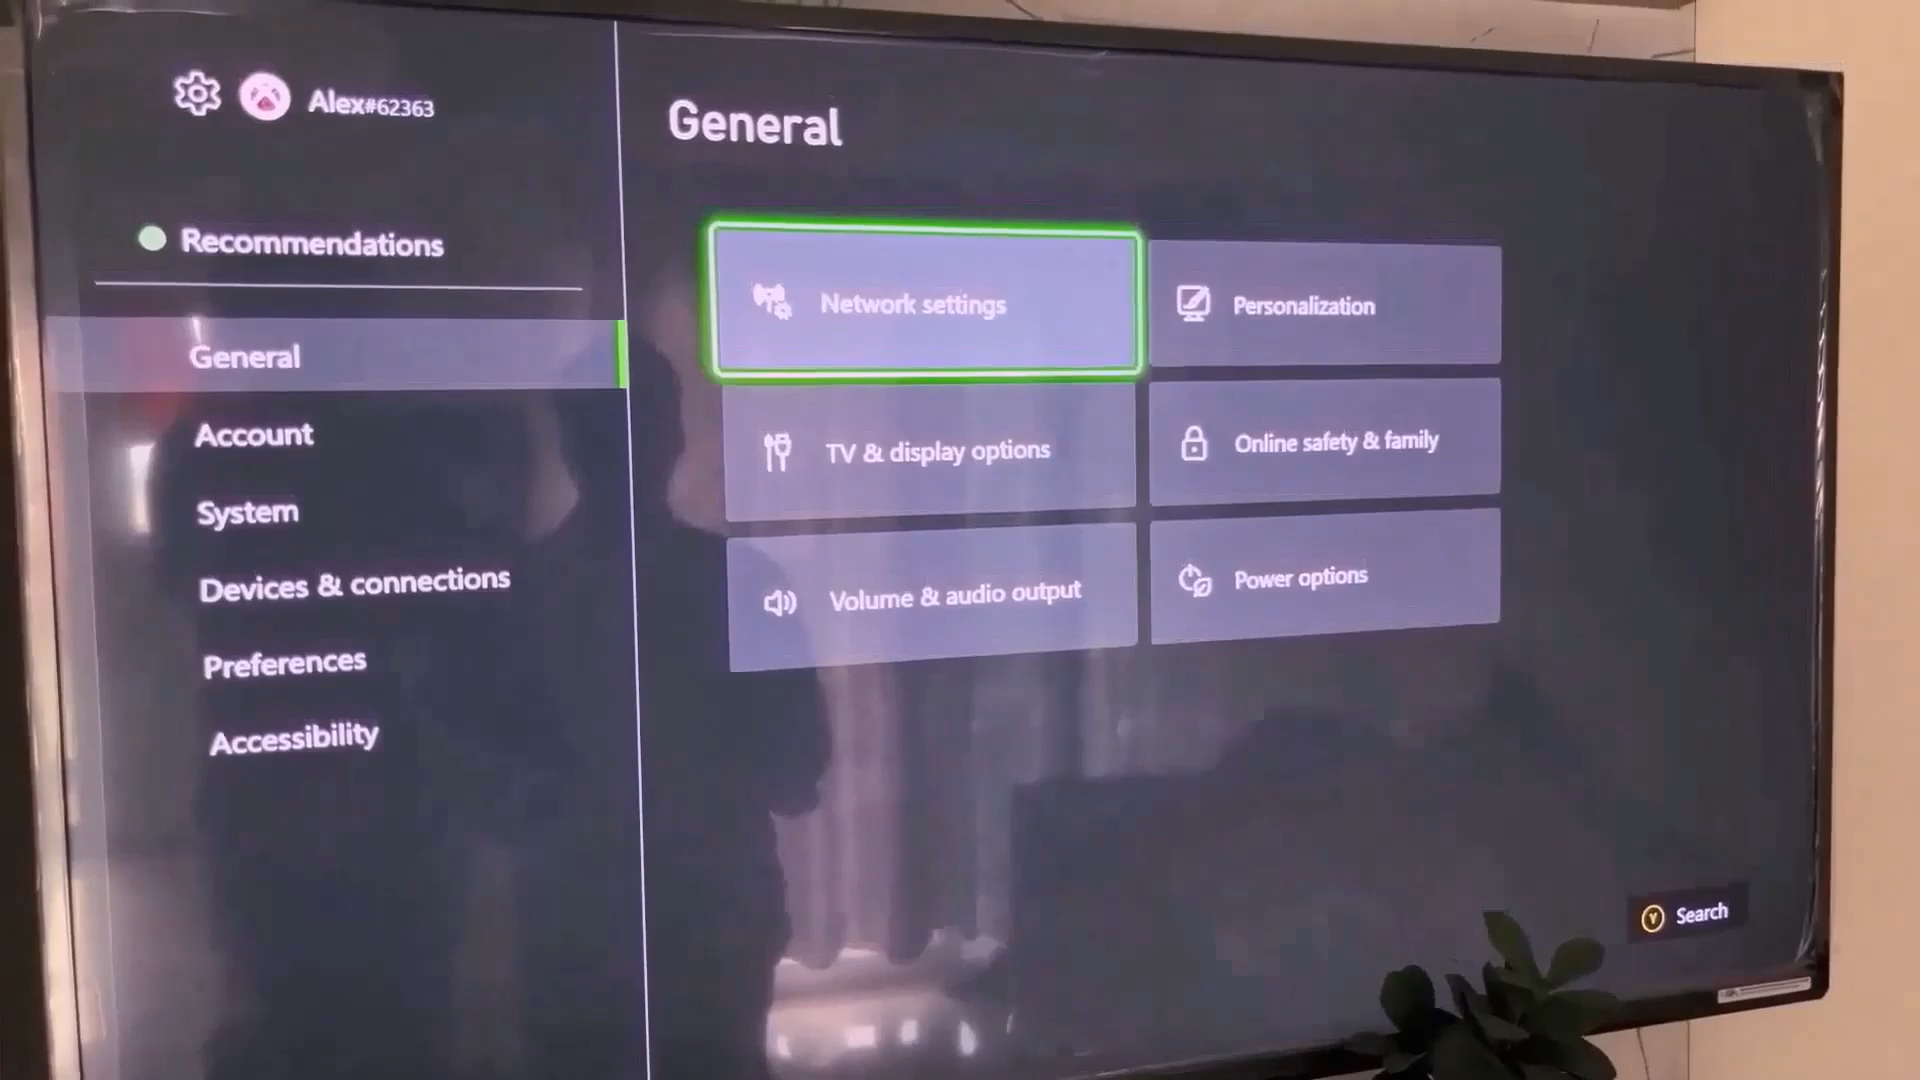 Alex#62363
Recommendations
General
Account
System
Devices & connections
Preferences
Accessibility
General
Network settings
Personalization
TV & display options
Online safety & family
Volume & audio output
Power options
Y Search